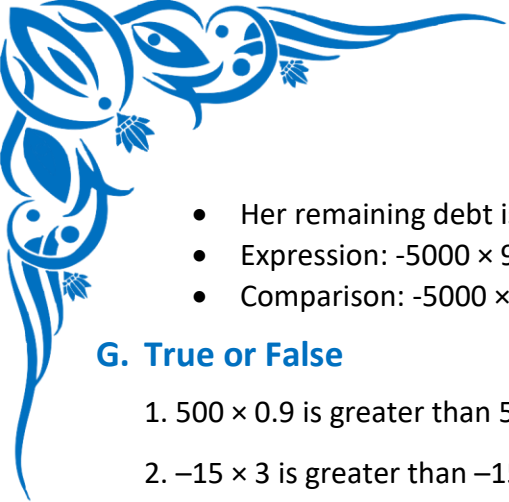 • Her remaining debt i
• Expression: -5000 × 9
• Comparison: -5000 ×
G. True or False
1. 500 × 0.9 is greater than 5
2. –15 × 3 is greater than –15